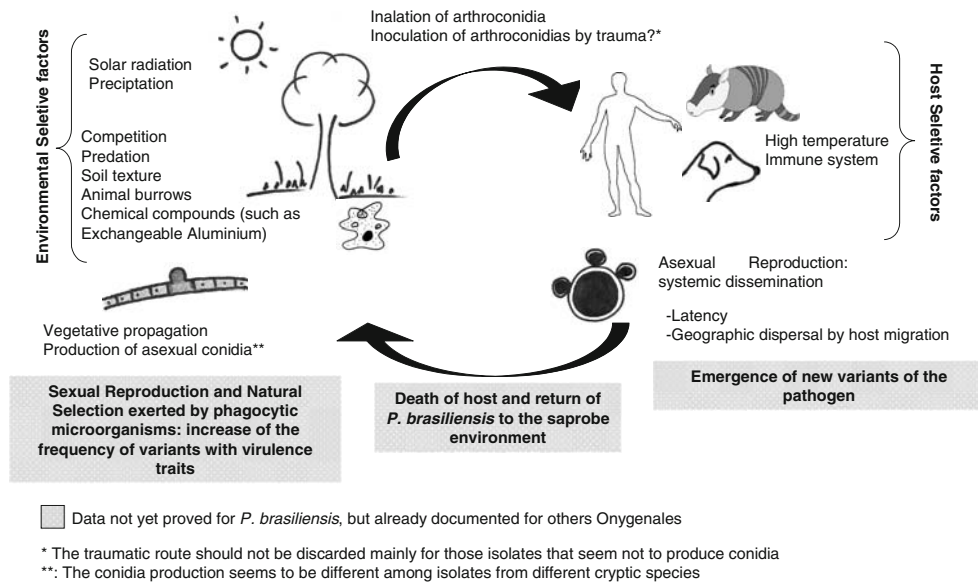 Inalation of arthroconidia
Inoculation of arthroconidias by trauma?*
Environmental Seletive factors
Solar radiation
Preciptation
Competition
Predation
Soil texture
Animal burrows
Chemical compounds (such as
Exchangeable Aluminium)
High temperature
Immune system
Host Seletive factors
Vegetative propagation
Production of asexual conidia**
Asexual Reproduction:
systemic dissemination
-Latency
-Geographic dispersal by host migration
Sexual Reproduction and Natural
Selection exerted by phagocytic
microorganisms: increase of the
frequency of variants with virulence
traits
Death of host and return of
P. brasiliensis to the saprobe
environment
Emergence of new variants of the
pathogen
Data not yet proved for P. brasiliensis, but already documented for others Onygenales
* The traumatic route should not be discarded mainly for those isolates that seem not to produce conidia
**: The conidia production seems to be different among isolates from different cryptic species